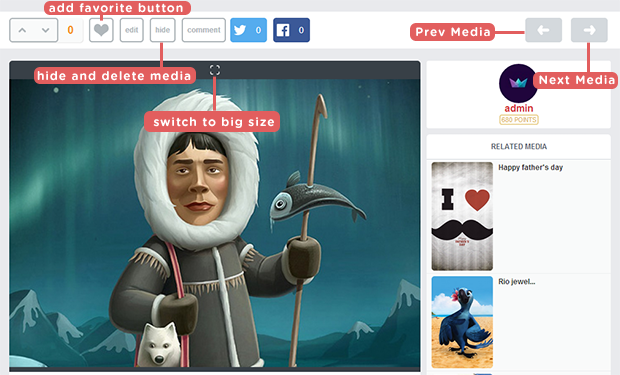 add favorite button
0
edit
hide
comment
0
0
Prev Media
hide and delete media
Next Media
switch to big size
admin
680 POINTS
RELATED MEDIA
Happy father's day
I
Rio jewel...